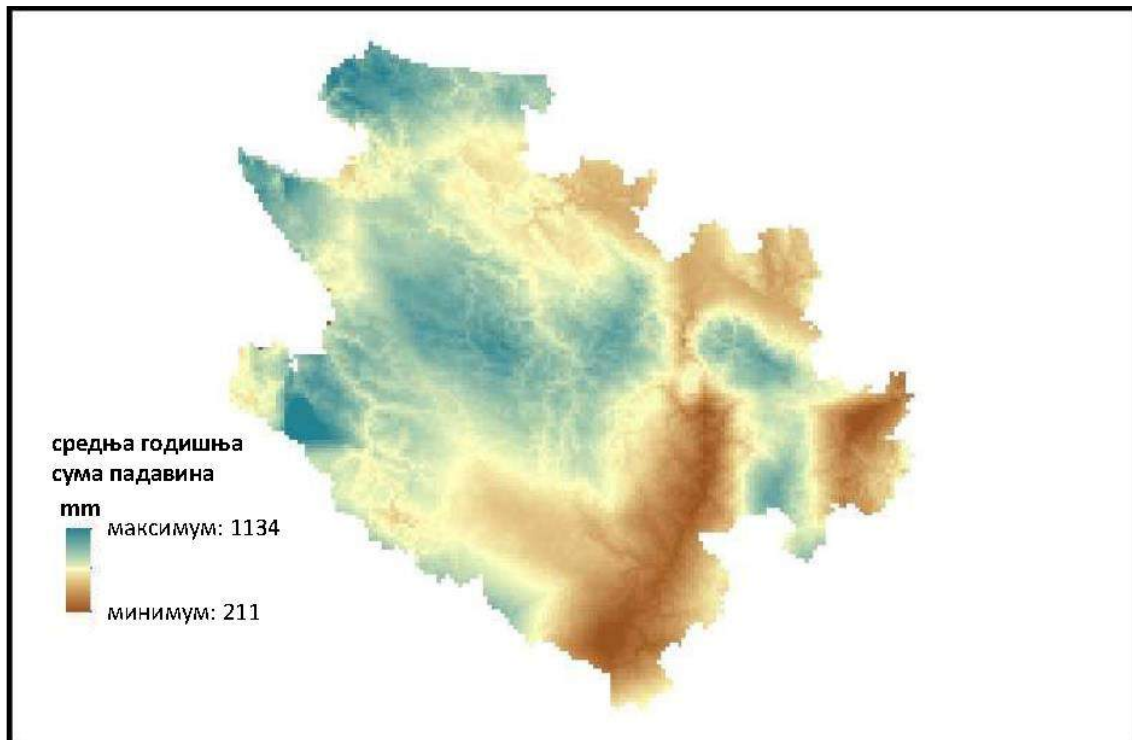 средња годишња
сума падавина
mm
максимум: 1134
минимум: 211